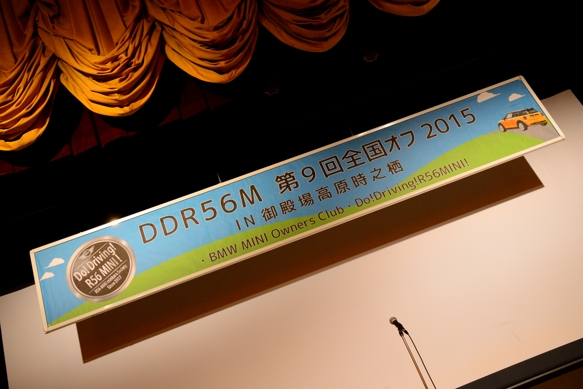 DDR56M 第9回全国オフ 2015
IN 御殿場高原時之栖
・BMW MINI Owners Club・Do!Driving!R56MINI!
Do! Driving!
R56 MINI!